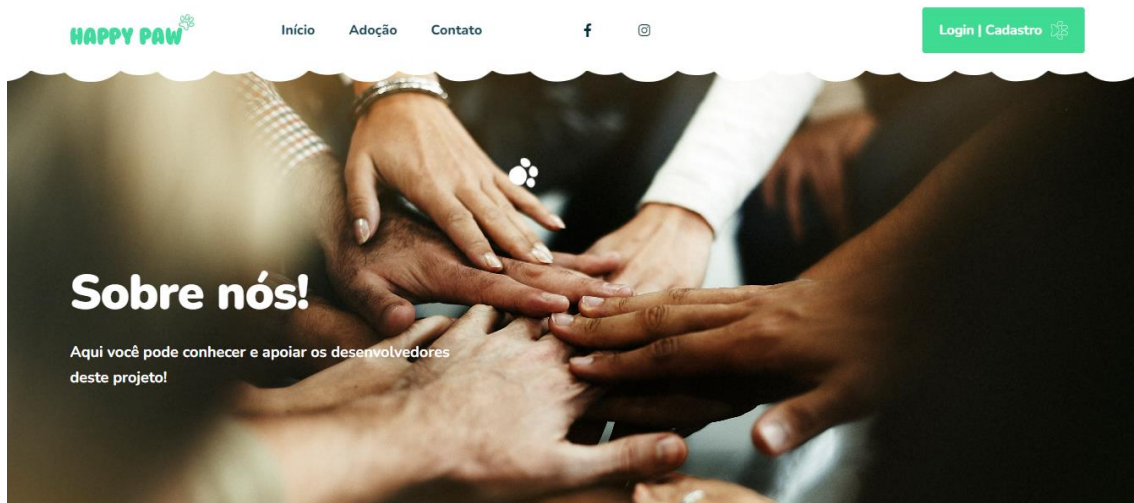 HAPPY PAW
Início Adoção Contato
Login | Cadastro
Sobre nós!
Aqui você pode conhecer e apoiar os desenvolvedores
deste projeto!